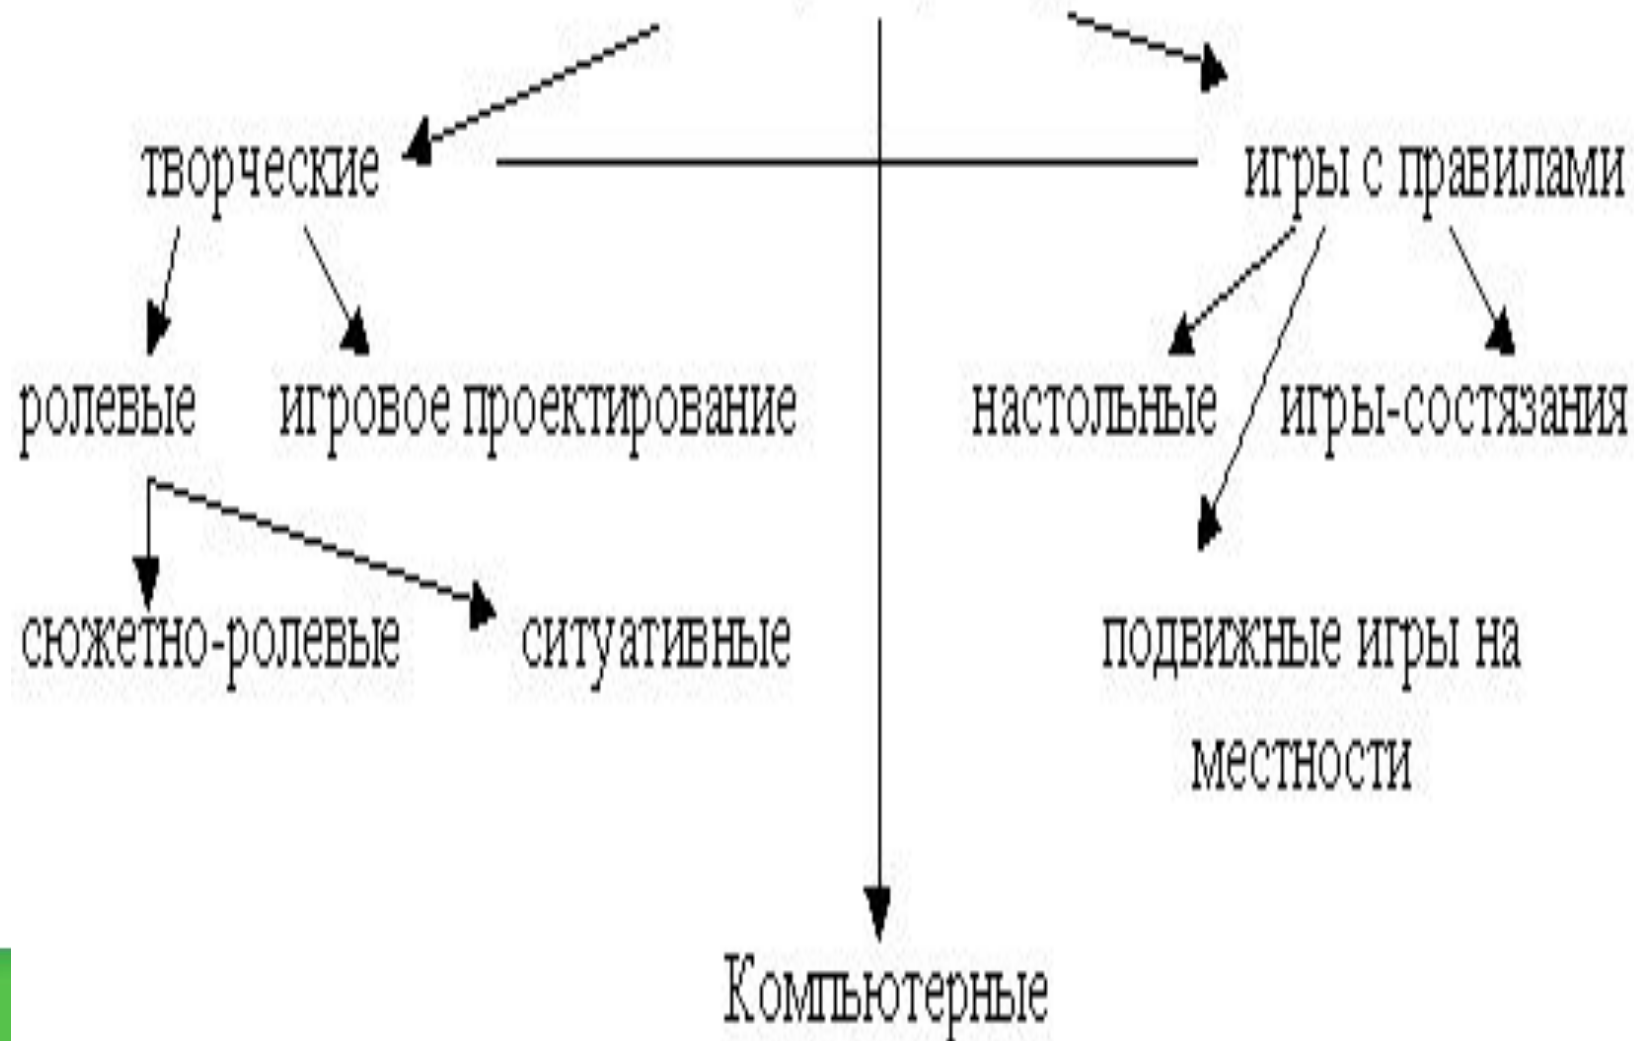 творческие игры с правилами
ролевые игровое проектирование настольные игры-состязания
сюжетно-ролевые ситуативные подвижные игры на
местности
Компьютерные